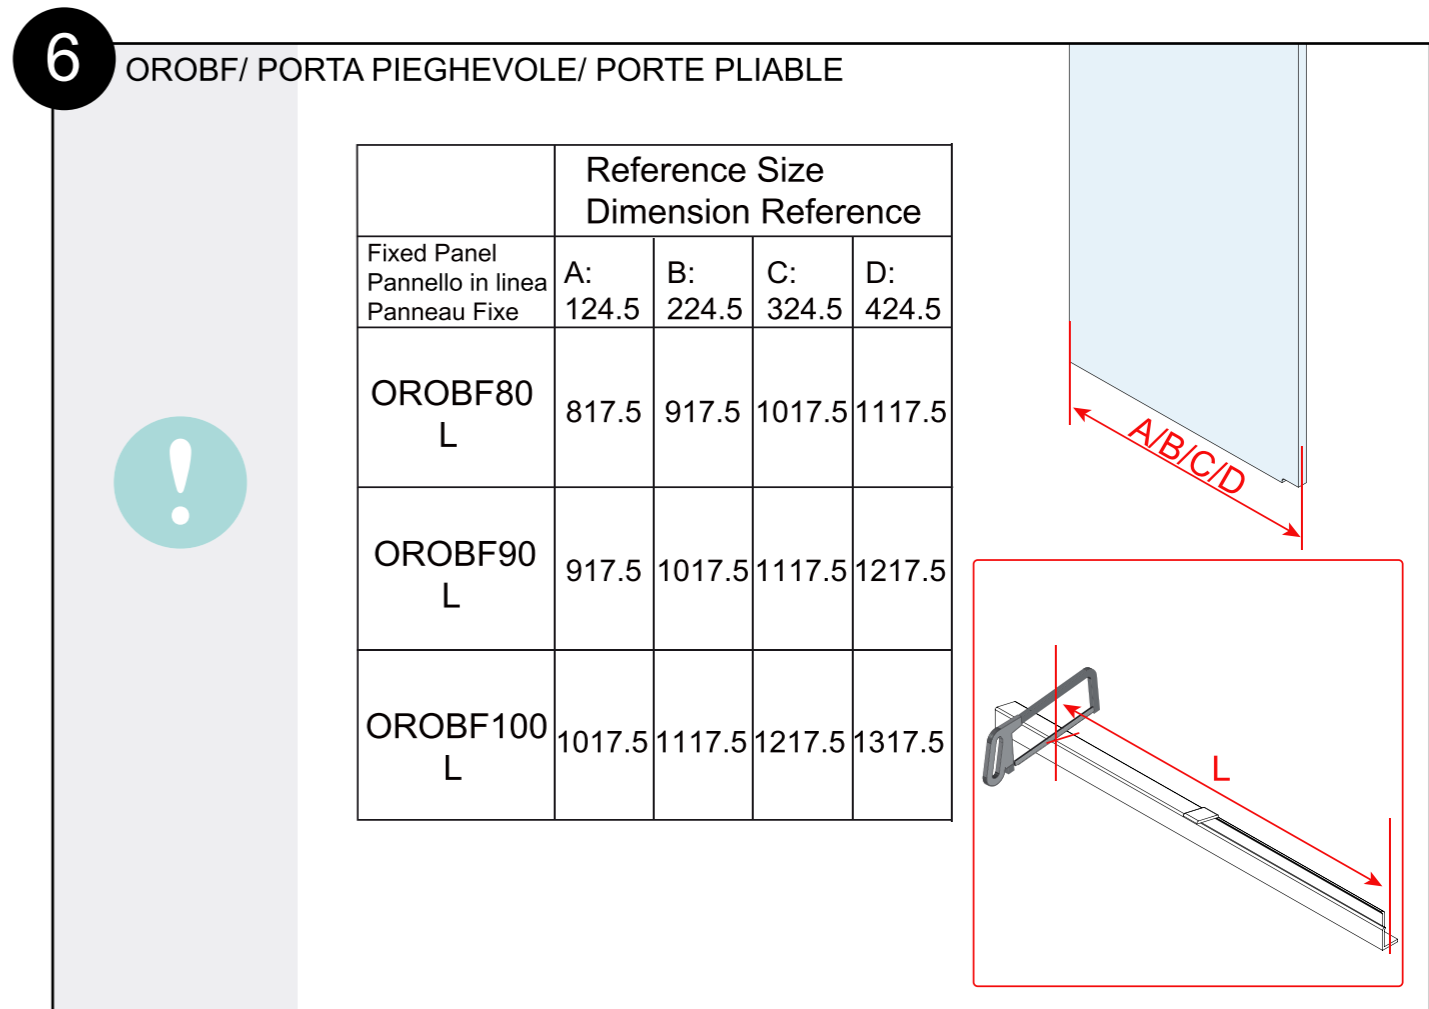 6
OROBF/ PORTA PIEGHEVOLE/ PORTE PLIABLE
Reference Size
Dimension Reference
Fixed Panel
Pannello in linea
Panneau Fixe
A:
124.5
B:
224.5
C:
324.5
D:
424.5
OROBF80
L
817.5
917.5
1017.5
1117.5
OROBF90
L
917.5
1017.5
1117.5
1217.5
OROBF100
L
1017.5
1117.5
1217.5
1317.5
A/B/C/D
L